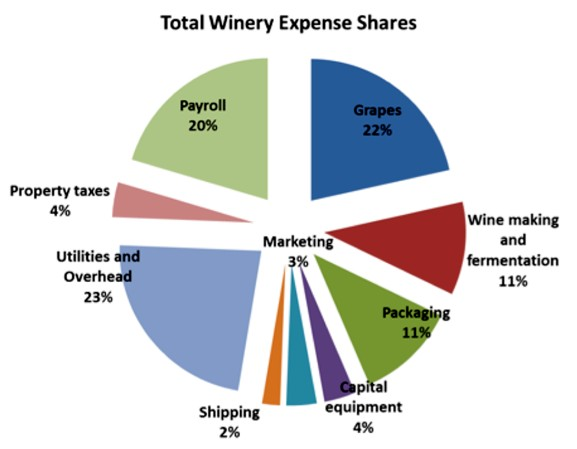 Total Winery Expense Shares
Payroll
20%
Grapes
22%
Property taxes
4%
Wine making
and
fermentation
11%
Marketing
3%
Utilities and
Overhead
23%
Packaging
11%
Capital
equipment
4%
Shipping
2%